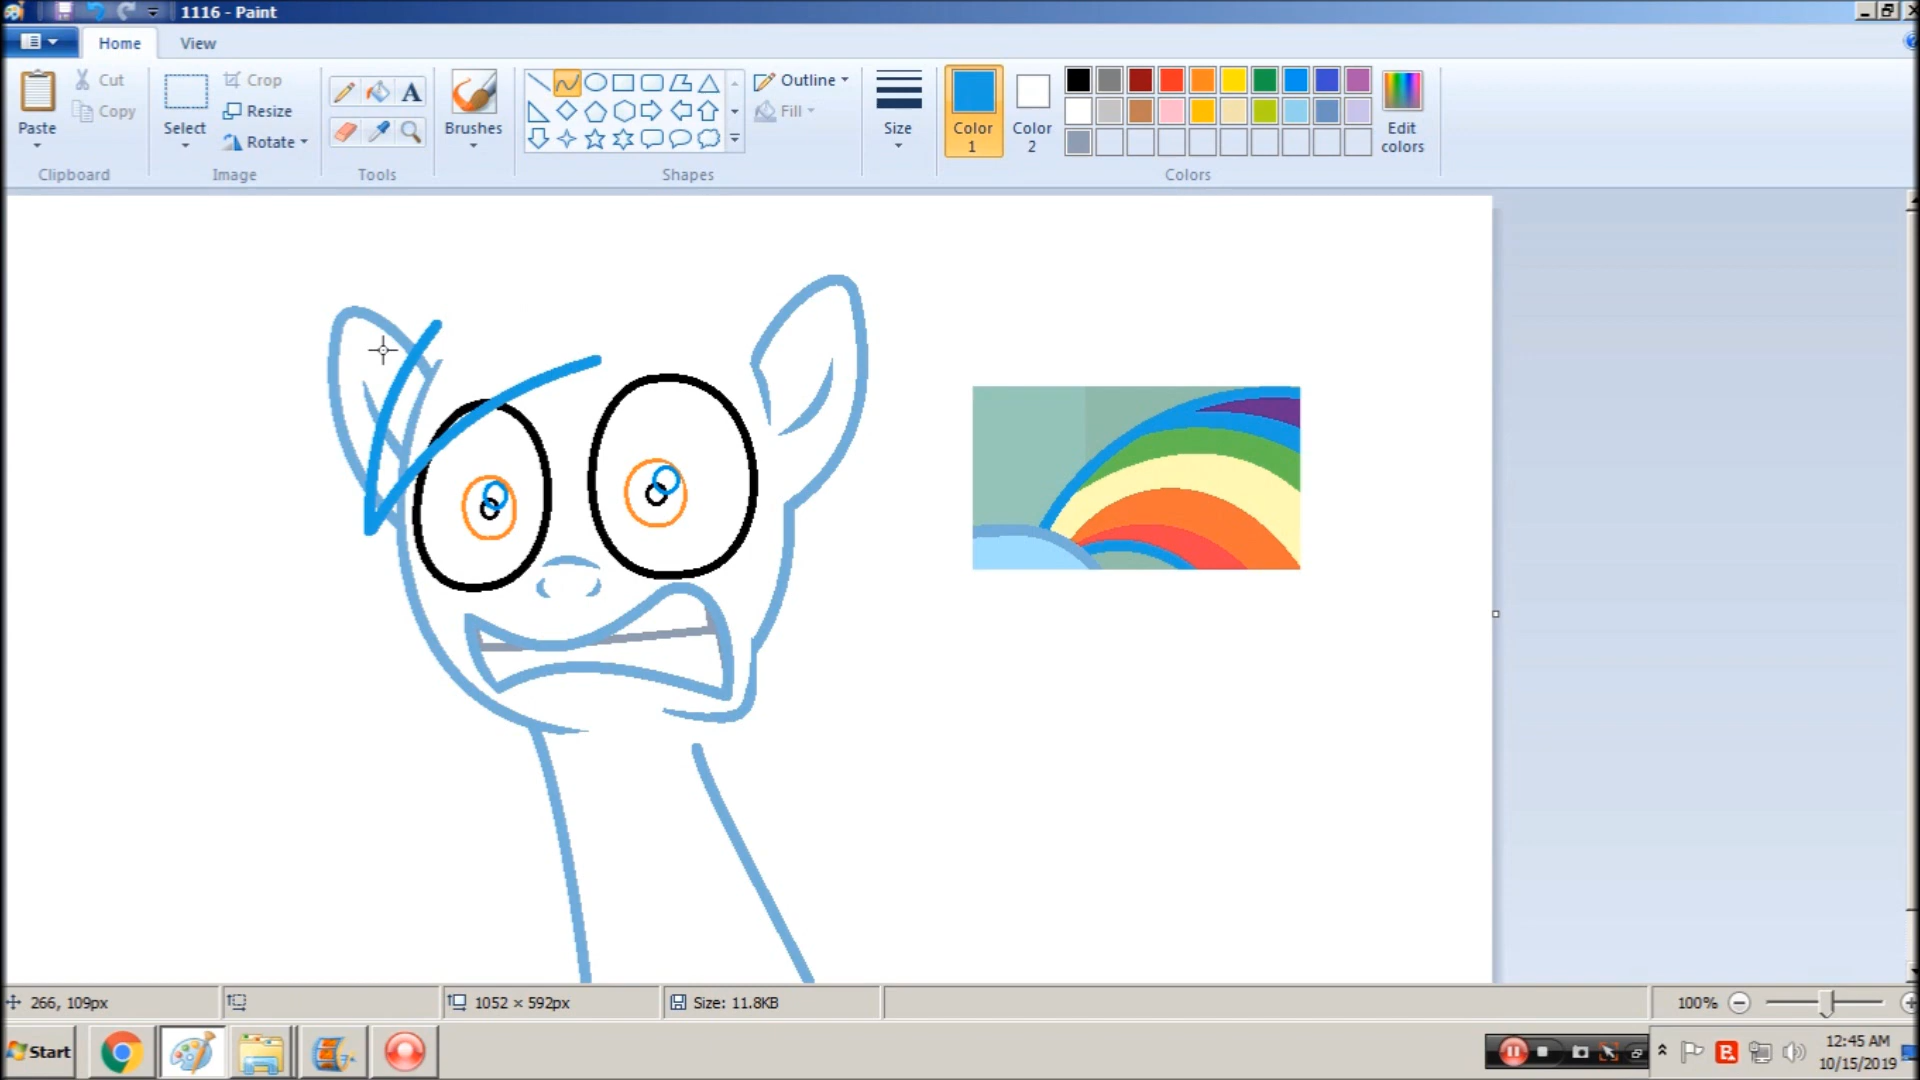 1116 - Paint
Home
View
Paste
Cut
Copy
Clipboard
Select
Crop
Resize
Rotate
Image
A
Tools
Brushes
Outline
Fill
Shapes
Size
Color
1
Color
2
Edit
colors
Colors
266, 109px
1052 × 592px
Size: 11.8KB
100%
Start
12:45 AM
10/15/2019